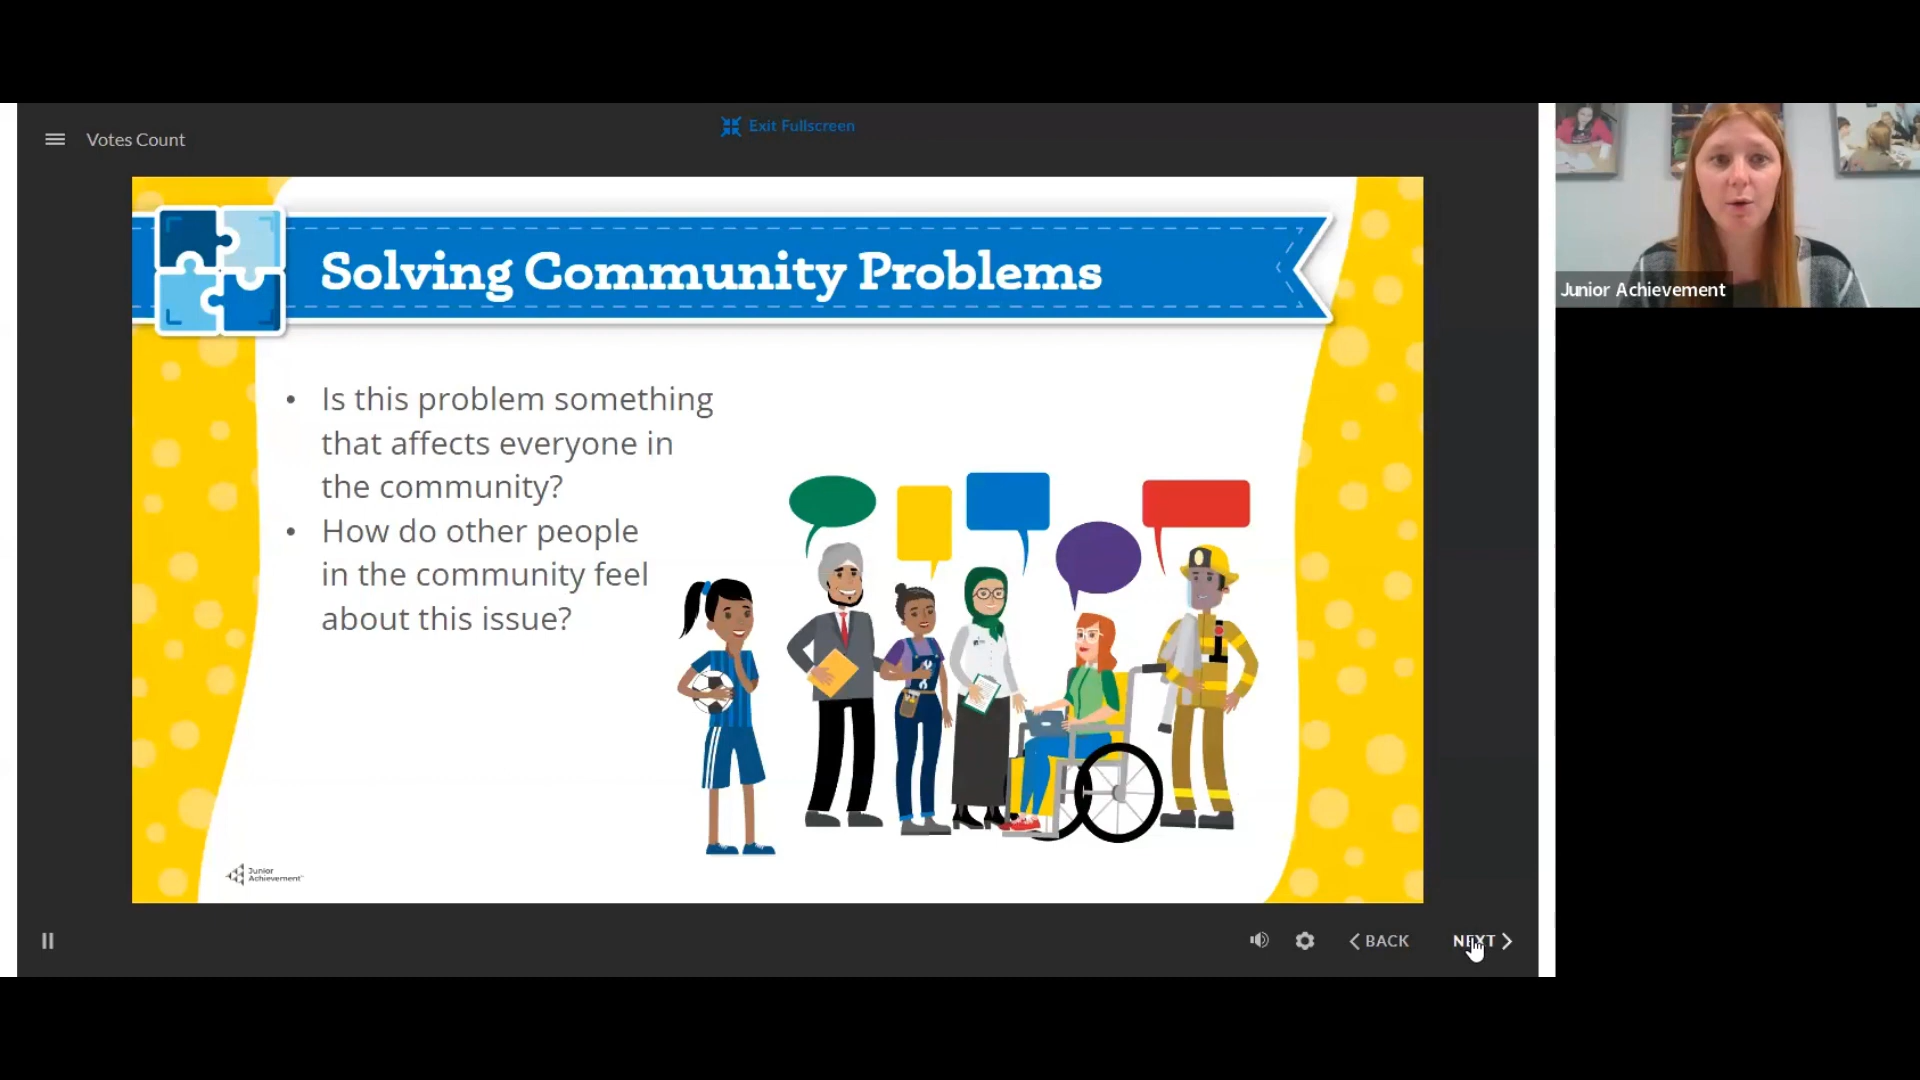 Votes Count
Exit Fullscreen
Solving Community Problems
• Is this problem something
that affects everyone in
the community?
• How do other people
in the community feel
about this issue?
Junior
Achievement™
BACK
NEXT
Junior Achievement